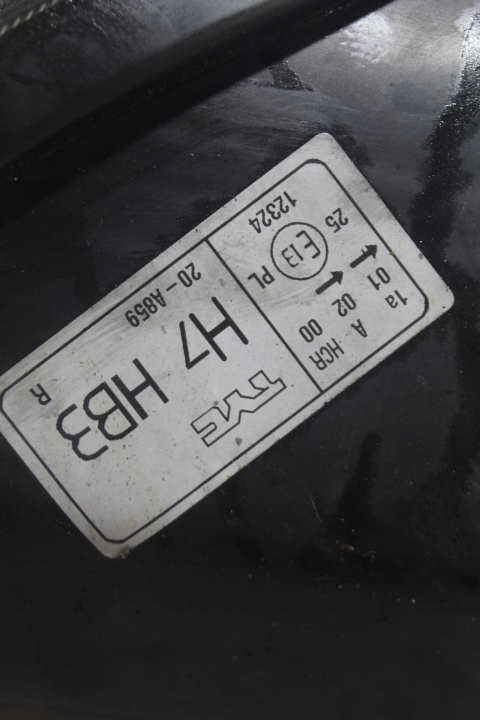 TYC
H7 HB3
20-A859 R
1a A HCR
01 02 00
→ →
25 E13 PL
12324